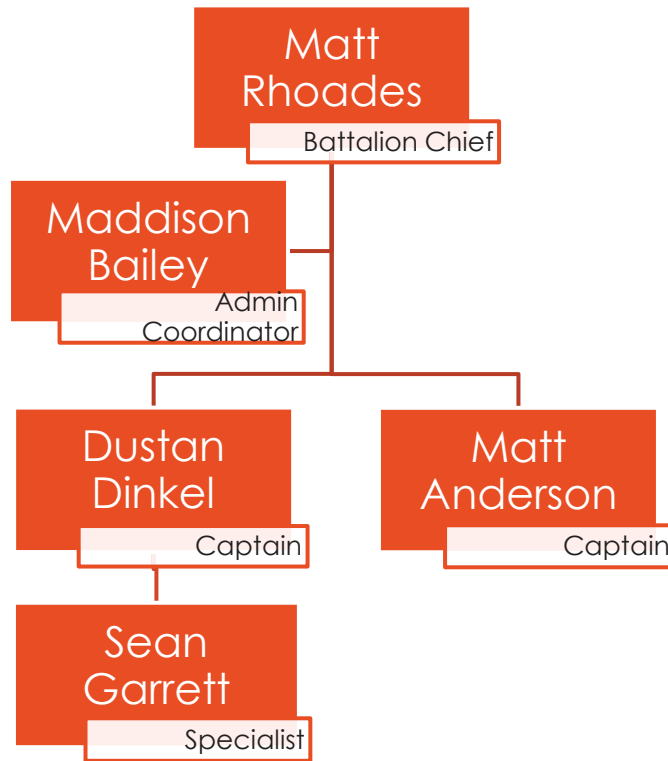 Matt
Rhoades
Battalion Chief
Maddison
Bailey
Admin
Coordinator
Dustan
Dinkel
Captain
Matt
Anderson
Captain
Sean
Garrett
Specialist